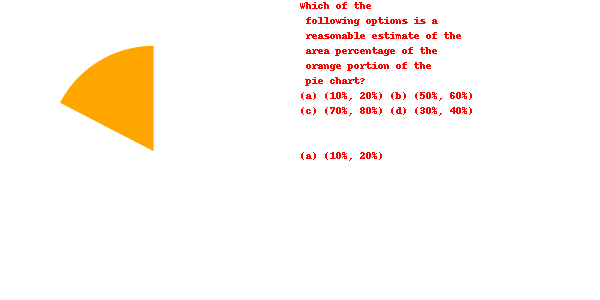 Which of the
following options is a
reasonable estimate of the
area percentage of the
orange portion of the
pie chart?
(a) (10%, 20%) (b) (50%, 60%)
(c) (70%, 80%) (d) (30%, 40%)
(a) (10%, 20%)